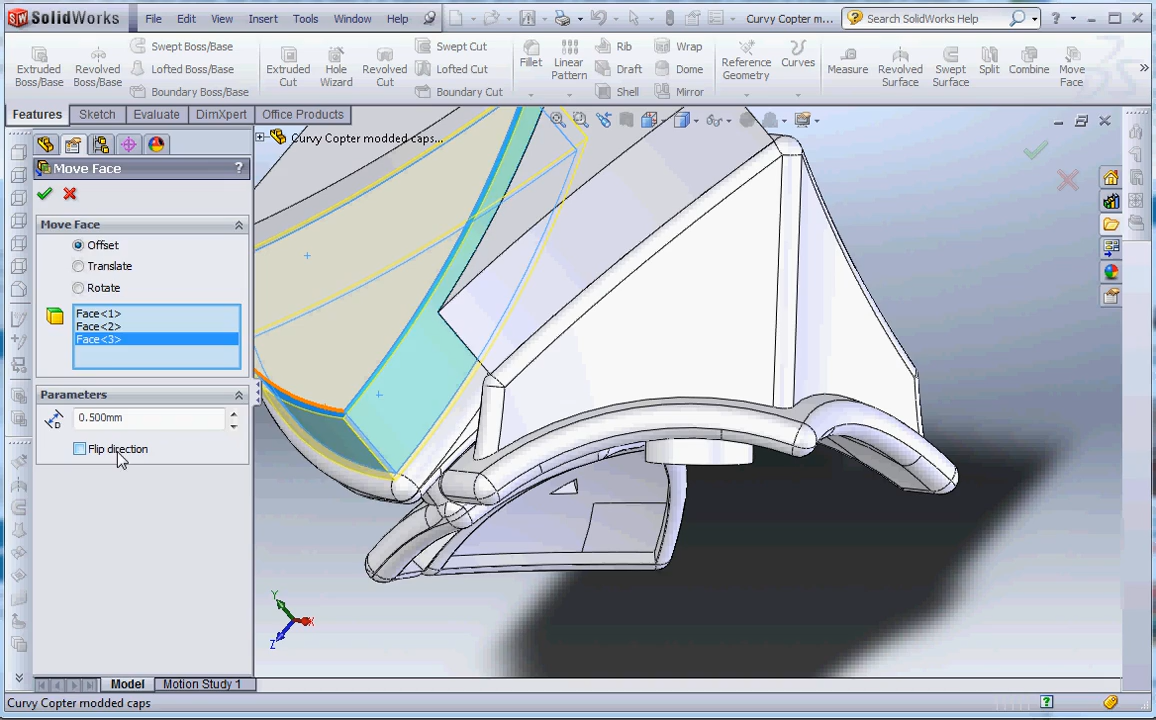 SolidWorks File Edit View Insert Tools Window Help Curvy Copter m... Search SolidWorks Help
Extruded Boss/Base
Revolved Boss/Base
Swept Boss/Base
Lofted Boss/Base
Boundary Boss/Base
Extruded Cut
Hole Wizard
Revolved Cut
Swept Cut
Lofted Cut
Boundary Cut
Fillet
Linear Pattern
Rib
Draft
Shell
Wrap
Dome
Mirror
Reference Geometry
Curves
Measure
Revolved Surface
Swept Surface
Split
Combine
Move Face
Features Sketch Evaluate DimXpert Office Products
Curvy Copter modded caps...
Move Face ?
Move Face
Offset
Translate
Rotate
Face<1>
Face<2>
Face<3>
Parameters
0.500mm
Flip direction
Y
X
Z
Model Motion Study 1
Curvy Copter modded caps